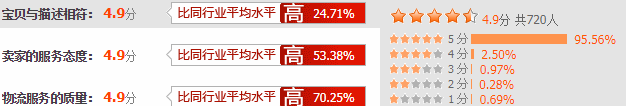 宝贝与描述相符： 4.9分 比同行业平均水平 高 24.71%
卖家的服务态度： 4.9分 比同行业平均水平 高 53.38%
物流服务的质量： 4.9分 比同行业平均水平 高 70.25%
4.9分 共720人
5 分 95.56%
4 分 2.50%
3 分 0.97%
2 分 0.28%
1 分 0.69%